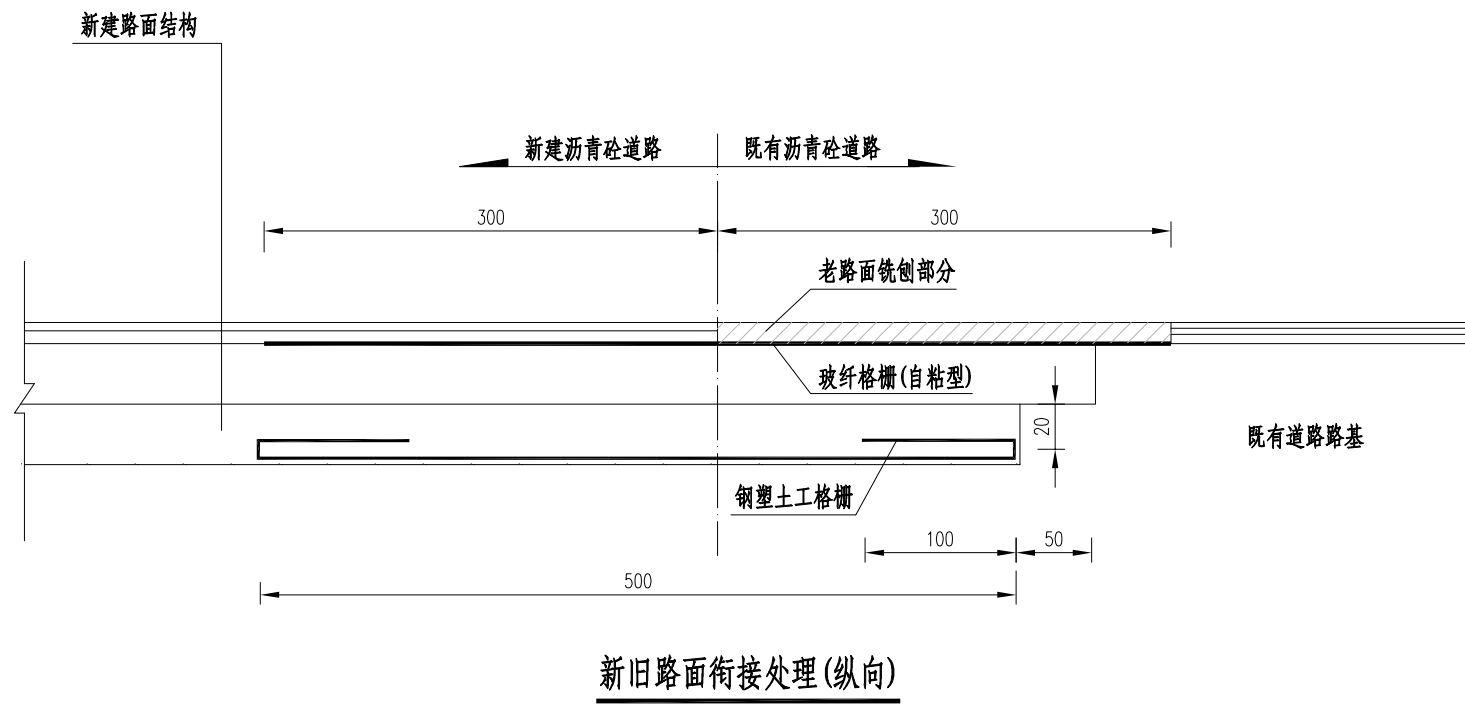 新建路面结构
新建沥青砼道路
既有沥青砼道路
300
300
老路面铣刨部分
玻纤格栅(自粘型)
20
既有道路路基
钢塑土工格栅
100
50
500
新旧路面衔接处理(纵向)